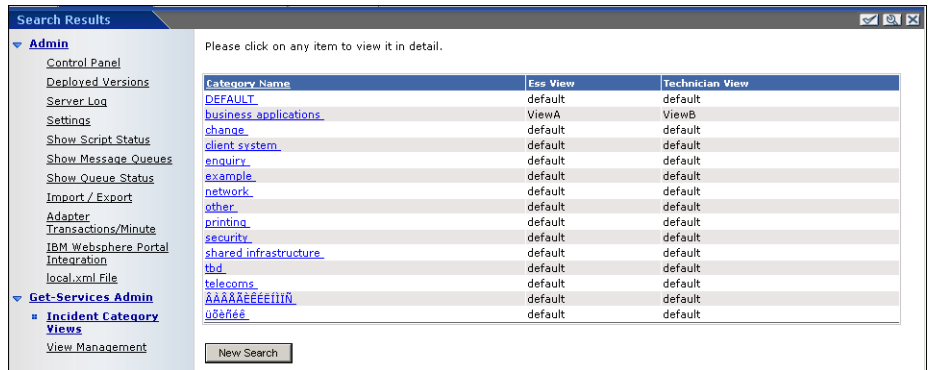 Search Results
Admin
Control Panel
Deployed Versions
Server Log
Settings
Show Script Status
Show Message Queues
Show Queue Status
Import / Export
Adapter
Transactions/Minute
IBM Websphere Portal
Integration
local.xml File
Get-Services Admin
Incident Category
Views
View Management
Please click on any item to view it in detail.
Category Name Ess View Technician View
DEFAULT default default
business applications ViewA ViewB
change default default
client system default default
enquiry default default
example default default
network default default
other default default
printing default default
security default default
shared infrastructure default default
tbd default default
telecoms default default
default default
üõèñéê default default
New Search